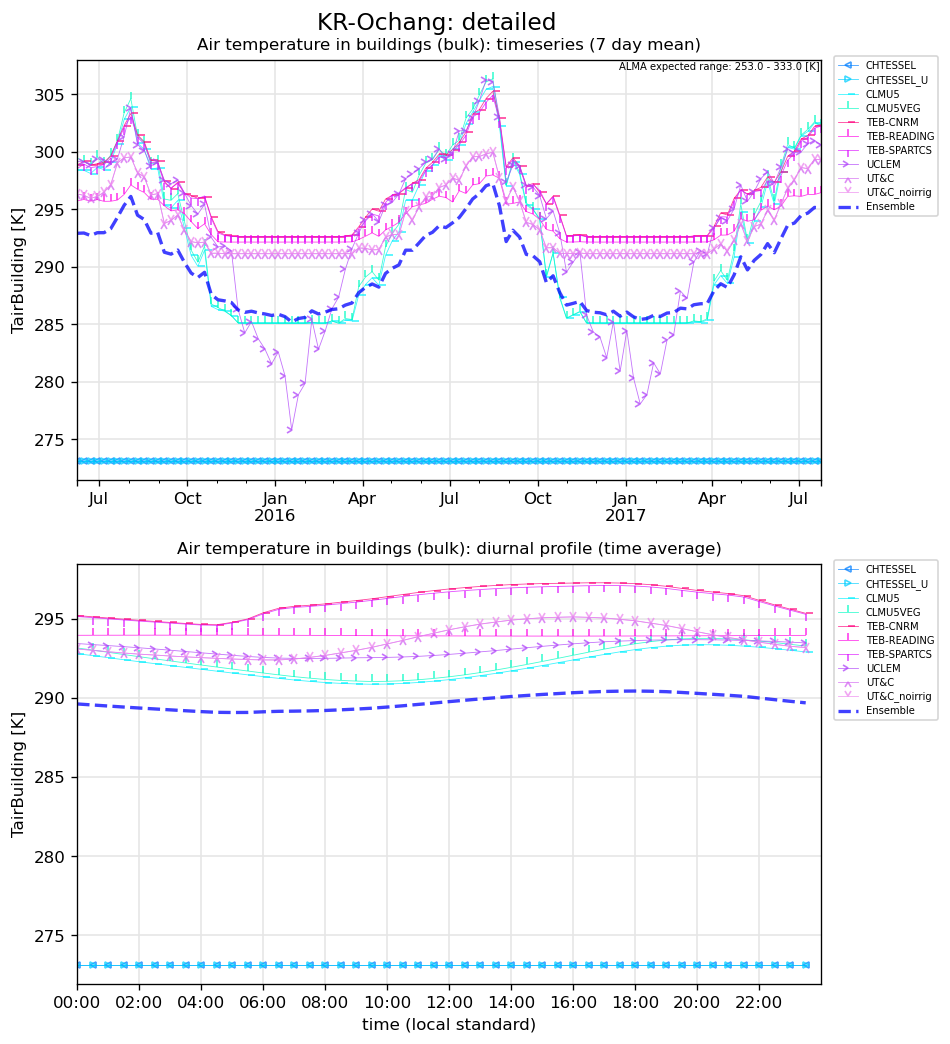 KR-Ochang: detailed
Air temperature in buildings (bulk): timeseries (7 day mean)
ALMA expected range: 253.0 - 333.0 [K]
TairBuilding [K]
305
300
295
290
285
280
275
Jul
Oct
Jan
2016
Apr
Jul
Oct
Jan
2017
Apr
Jul
CHTESSEL
CHTESSEL_U
CLMU5
CLMU5VEG
TEB-CNRM
TEB-READING
TEB-SPARTCS
UCLEM
UT&C
UT&C_noirrig
Ensemble
Air temperature in buildings (bulk): diurnal profile (time average)
TairBuilding [K]
295
290
285
280
275
00:00
02:00
04:00
06:00
08:00
10:00
12:00
14:00
16:00
18:00
20:00
22:00
time (local standard)
CHTESSEL
CHTESSEL_U
CLMU5
CLMU5VEG
TEB-CNRM
TEB-READING
TEB-SPARTCS
UCLEM
UT&C
UT&C_noirrig
Ensemble